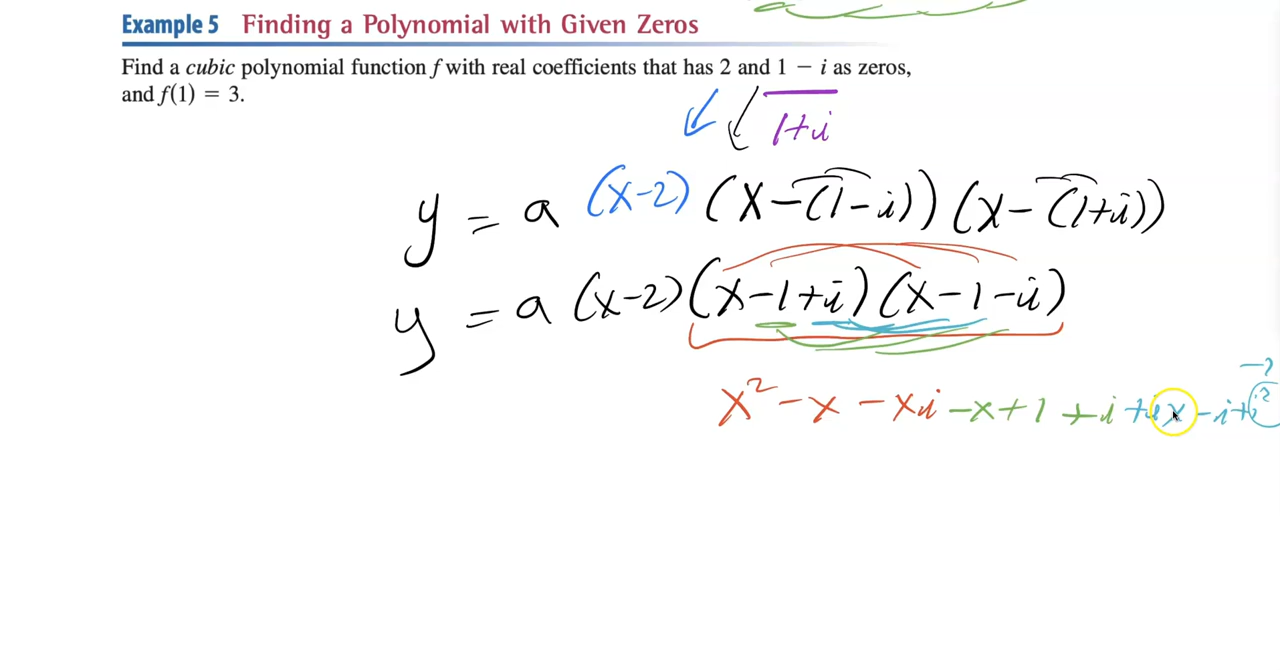 Example 5 Finding a Polynomial with Given Zeros
Find a cubic polynomial function f with real coefficients that has 2 and 1 − i as zeros,
and f(1) = 3.
1+i
y = a (x-2) (x-(1-i)) (x-(1+i))
y = a (x-2) (x-1+i) (x-1-i)
-1
x² - x - xi - x + 1 + i + ix - i + i²